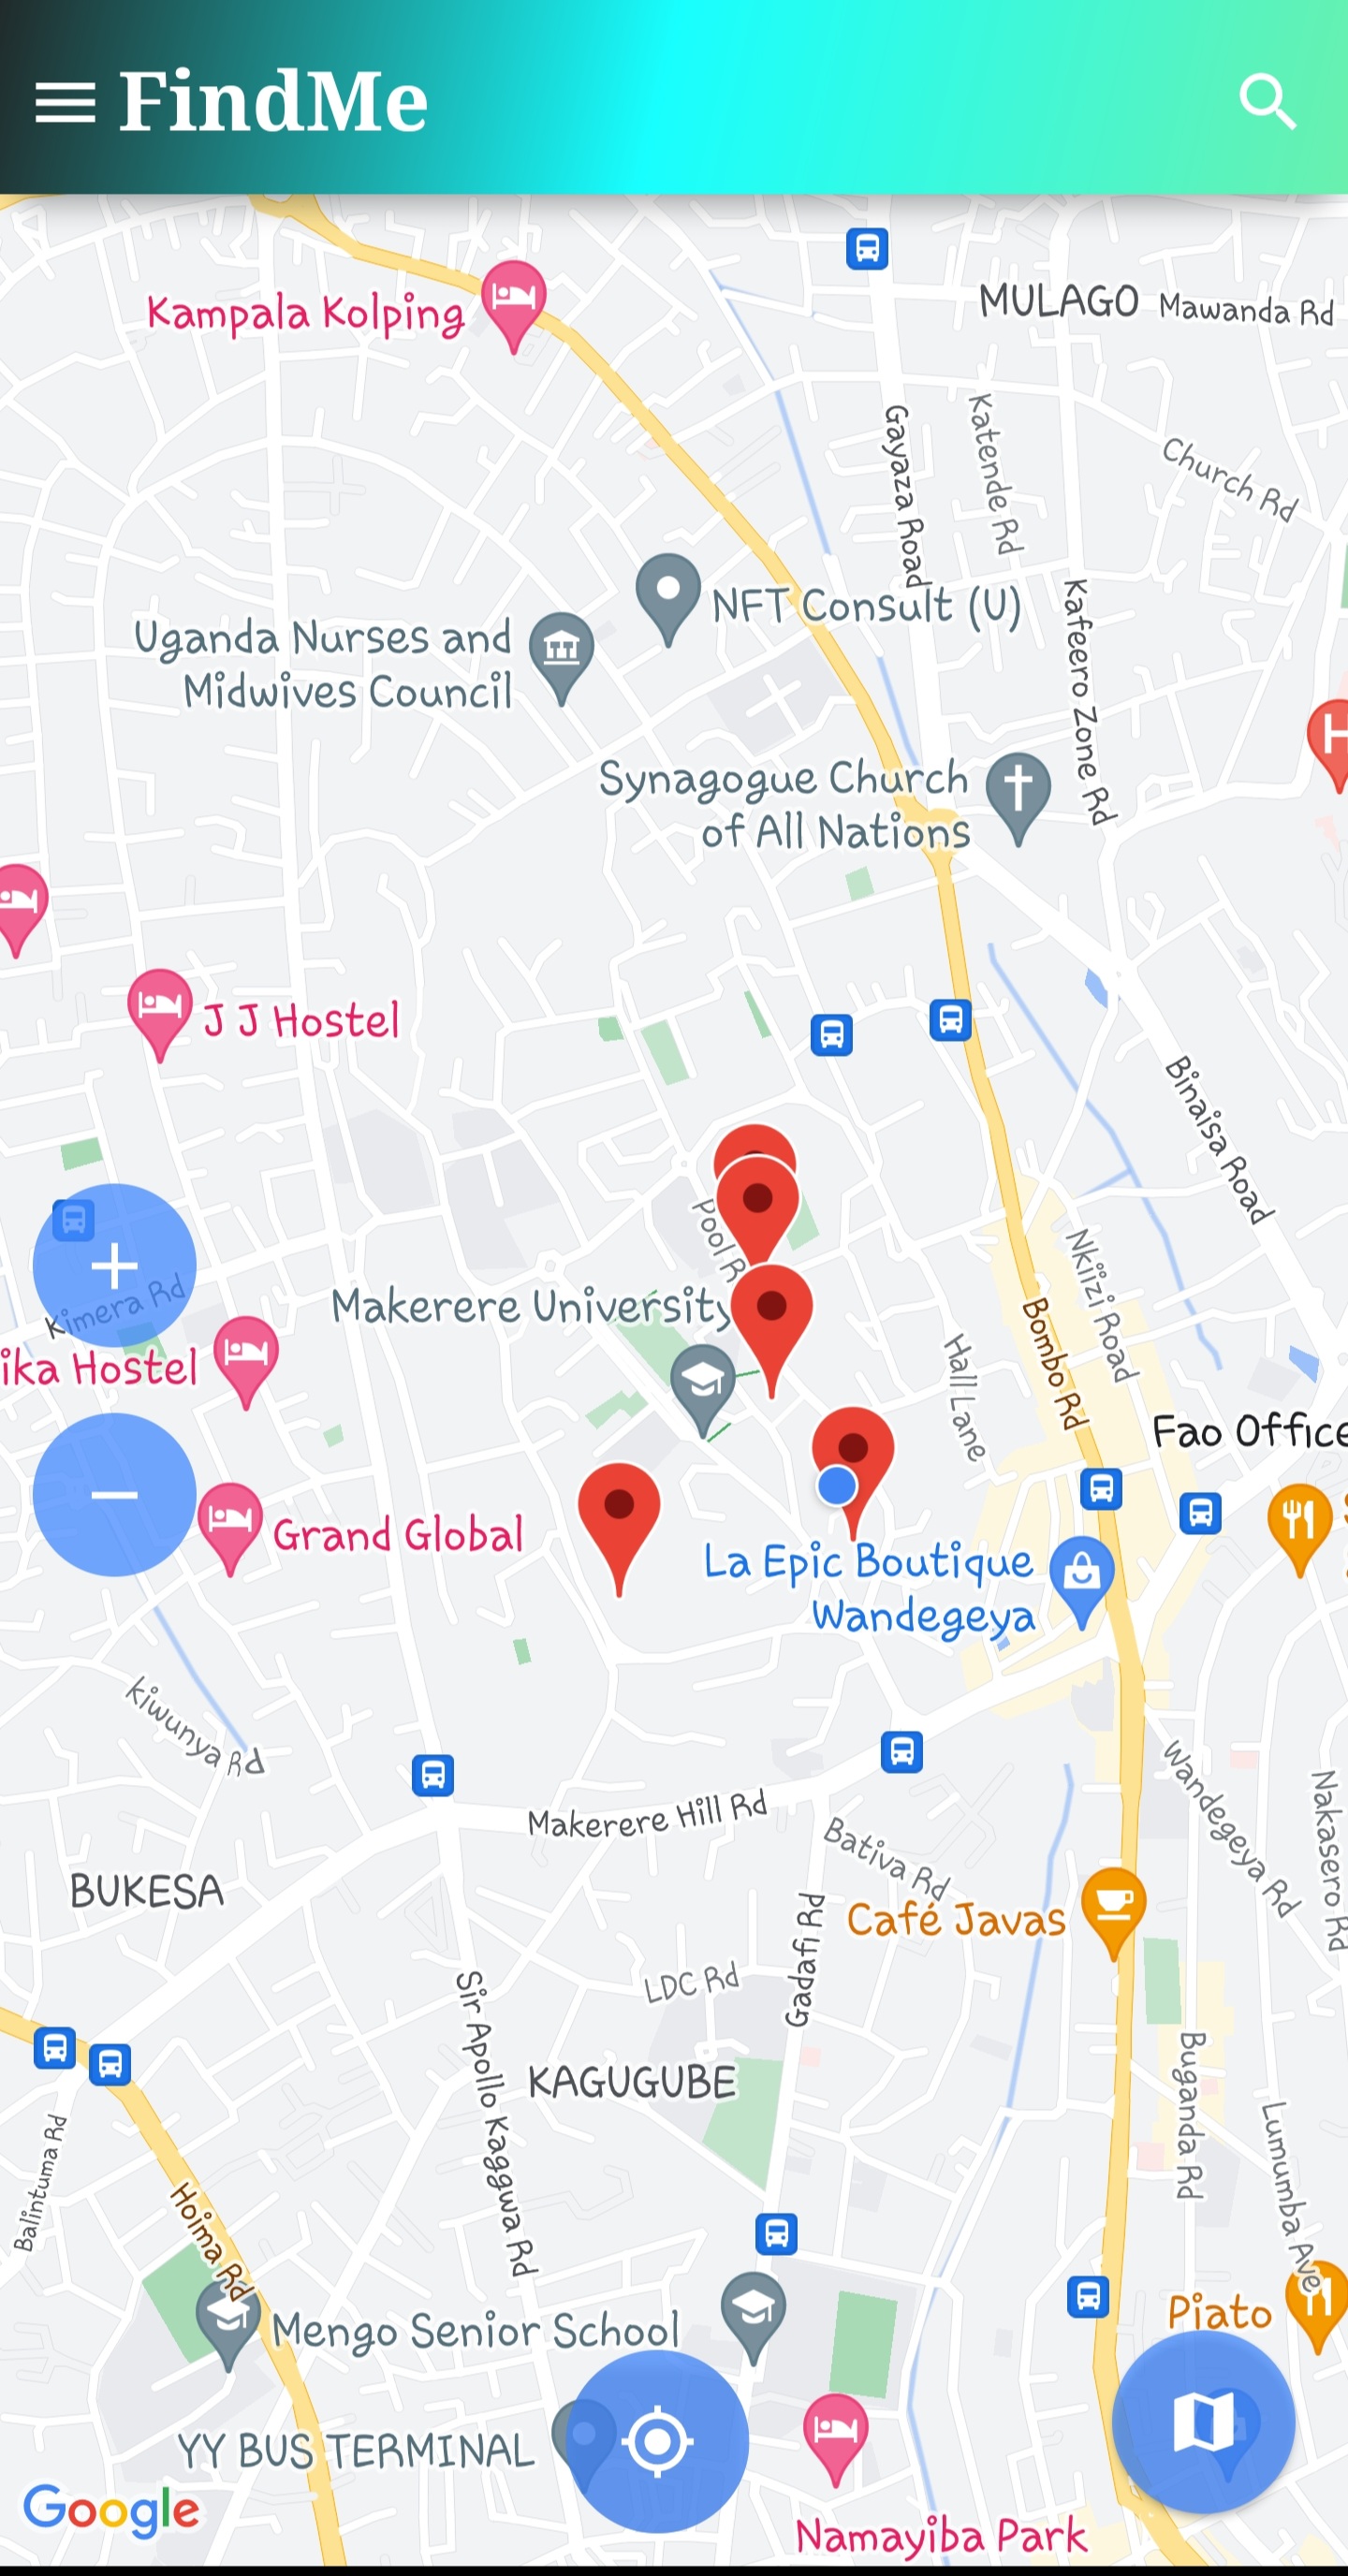 FindMe
Kampala Kolping
MULAGO
Mawanda Rd
Gayaza Road
Katende Rd
Church Rd
NFT Consult (U)
Uganda Nurses and
Midwives Council
Kafeero Zone Rd
H
Synagogue Church
of All Nations
J J Hostel
Binaisa Road
Pool R
Kimera Rd
Makerere University
Nkiizi Road
Bombo Rd
Hall Lane
ika Hostel
Fao Office
Grand Global
La Epic Boutique
Wandegeya
kiwunya Rd
Makerere Hill Rd
Bativa Rd
Wandegeya Rd
Nakasero Rd
BUKESA
Café Javas
Gadafi Rd
LDC Rd
Sir Apollo Kaggwa Rd
KAGUGUBE
Buganda Rd
Lumumba Ave
Balintuma Rd
Hoima Rd
Mengo Senior School
Piato
YY BUS TERMINAL
Google
Namayiba Park